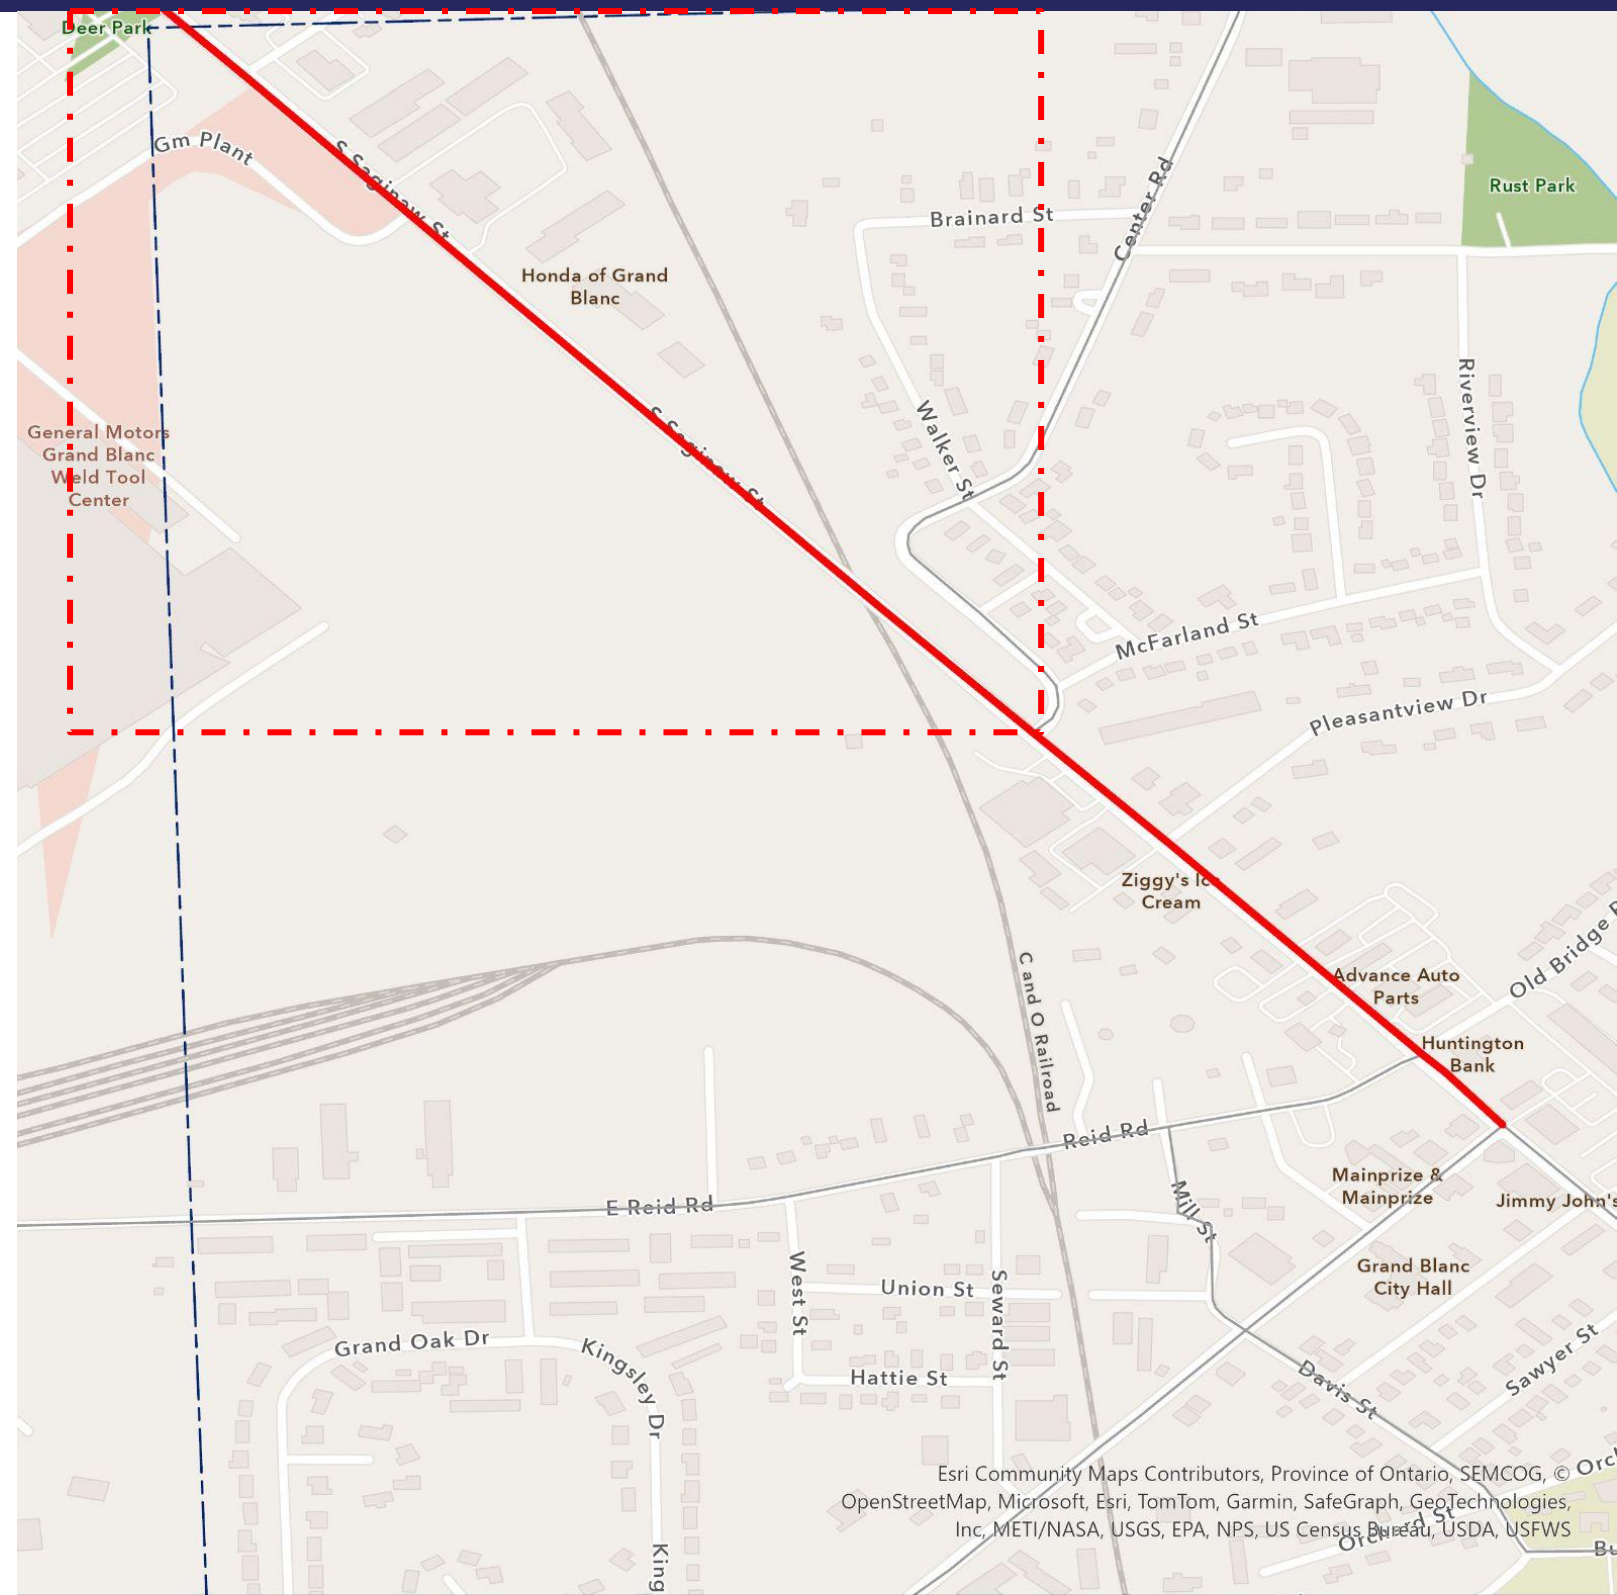 Deer Park
Gm Plant
S Saginaw St
Honda of Grand
Blanc
Brainard St
Center Rd
Rust Park
General Motors
Grand Blanc
Weld Tool
Center
S Saginaw St
Walker St
Riverview Dr
McFarland St
Pleasantview Dr
Ziggy's Ice
Cream
C and O Railroad
Advance Auto
Parts
Old Bridge
Huntington
Bank
Reid Rd
E Reid Rd
Mill St
Mainprize &
Mainprize
Jimmy John's
Grand Blanc
City Hall
West St
Union St
Seward St
Grand Oak Dr
Kingsley Dr
Hattie St
Davis St
Sawyer St
Orch
Orchard St
King
Bu
Esri Community Maps Contributors, Province of Ontario, SEMCOG, ©
OpenStreetMap, Microsoft, Esri, TomTom, Garmin, SafeGraph, GeoTechnologies,
Inc, METI/NASA, USGS, EPA, NPS, US Census Bureau, USDA, USFWS